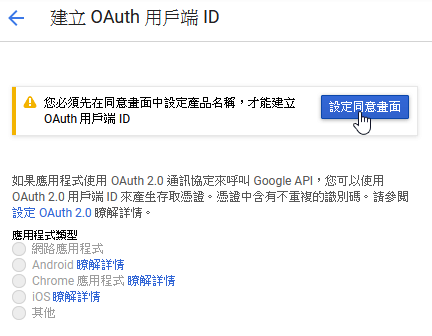 建立 OAuth 用戶端 ID
您必須先在同意畫面中設定產品名稱，才能建立
OAuth 用戶端 ID
設定同意畫面
如果應用程式使用 OAuth 2.0 通訊協定來呼叫 Google API，您可以使用
OAuth 2.0 用戶端 ID 來產生存取憑證。憑證中含有不重複的識別碼。請參閱
設定 OAuth 2.0 瞭解詳情。
應用程式類型
網路應用程式
Android 瞭解詳情
Chrome 應用程式 瞭解詳情
iOS 瞭解詳情
其他